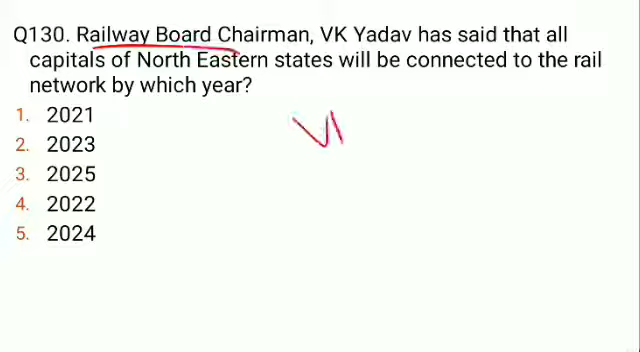 Q130. Railway Board Chairman, VK Yadav has said that all
capitals of North Eastern states will be connected to the rail
network by which year?
1. 2021
2. 2023
3. 2025
4. 2022
5. 2024